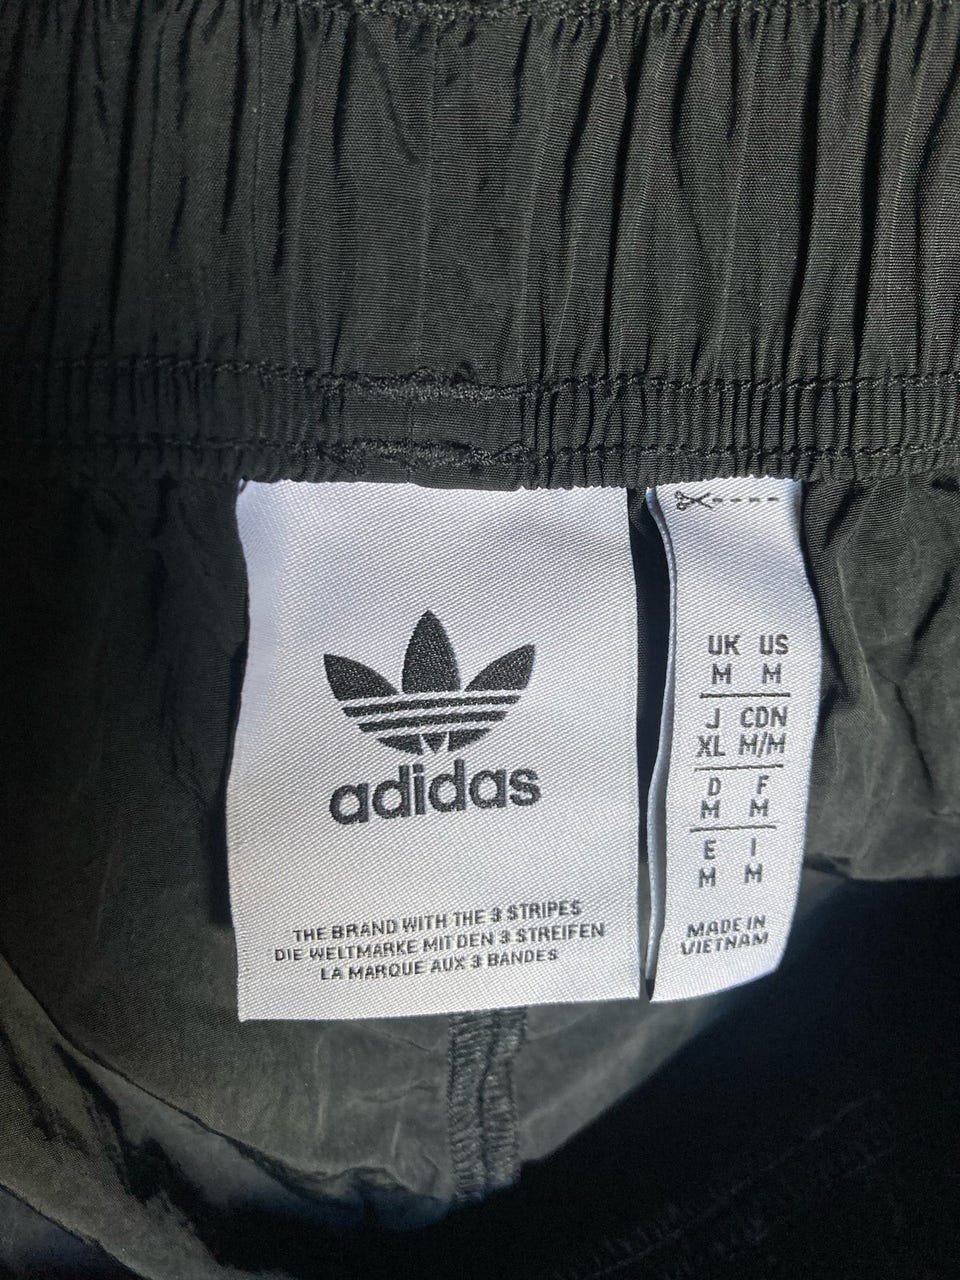 adidas
THE BRAND WITH THE 3 STRIPES
DIE WELTMARKE MIT DEN 3 STREIFEN
LA MARQUE AUX 3 BANDES
UK US
M M
J CDN
XL M/M
D F
M M
E I
M M
MADE IN
VIETNAM